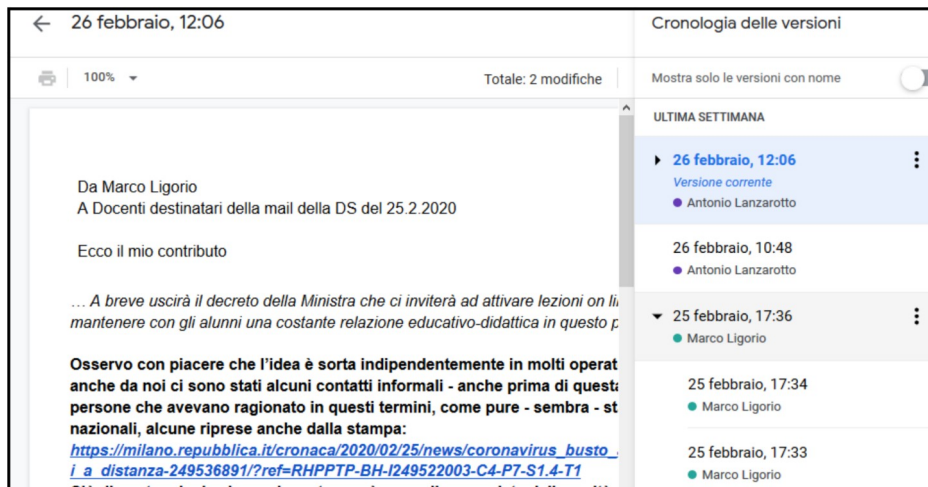 26 febbraio, 12:06
100%
Totale: 2 modifiche
Da Marco Ligorio
A Docenti destinatari della mail della DS del 25.2.2020
Ecco il mio contributo
… A breve uscirà il decreto della Ministra che ci inviterà ad attivare lezioni on
mantenere con gli alunni una costante relazione educativo-didattica in questo
Osservo con piacere che l'idea è sorta indipendentemente in molti
anche da noi ci sono stati alcuni contatti informali - anche prima di
persone che avevano ragionato in questi termini, come pure - sembra -
nazionali, alcune riprese anche dalla stampa:
https://milano.repubblica.it/cronaca/2020/02/25/news/coronavirus_busto_
i_a_distanza-249536891/?ref=RHPPTP-BH-I249522003-C4-P7-S1.4-T1
Cronologia delle versioni
Mostra solo le versioni con nome
ULTIMA SETTIMANA
26 febbraio, 12:06
Versione corrente
Antonio Lanzarotto
26 febbraio, 10:48
Antonio Lanzarotto
25 febbraio, 17:36
Marco Ligorio
25 febbraio, 17:34
Marco Ligorio
25 febbraio, 17:33
Marco Ligorio